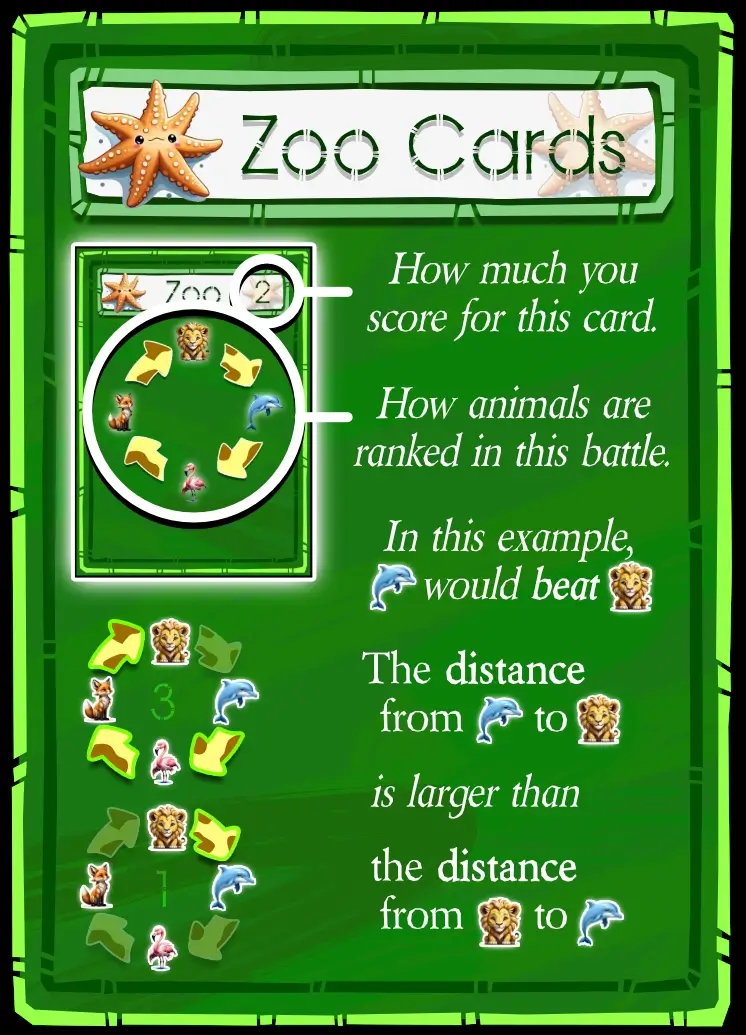 Zoo Cards
Zoo 2
How much you
score for this card.
How animals are
ranked in this battle.
In this example,
would beat
The distance
from to
is larger than
the distance
from to
3
1